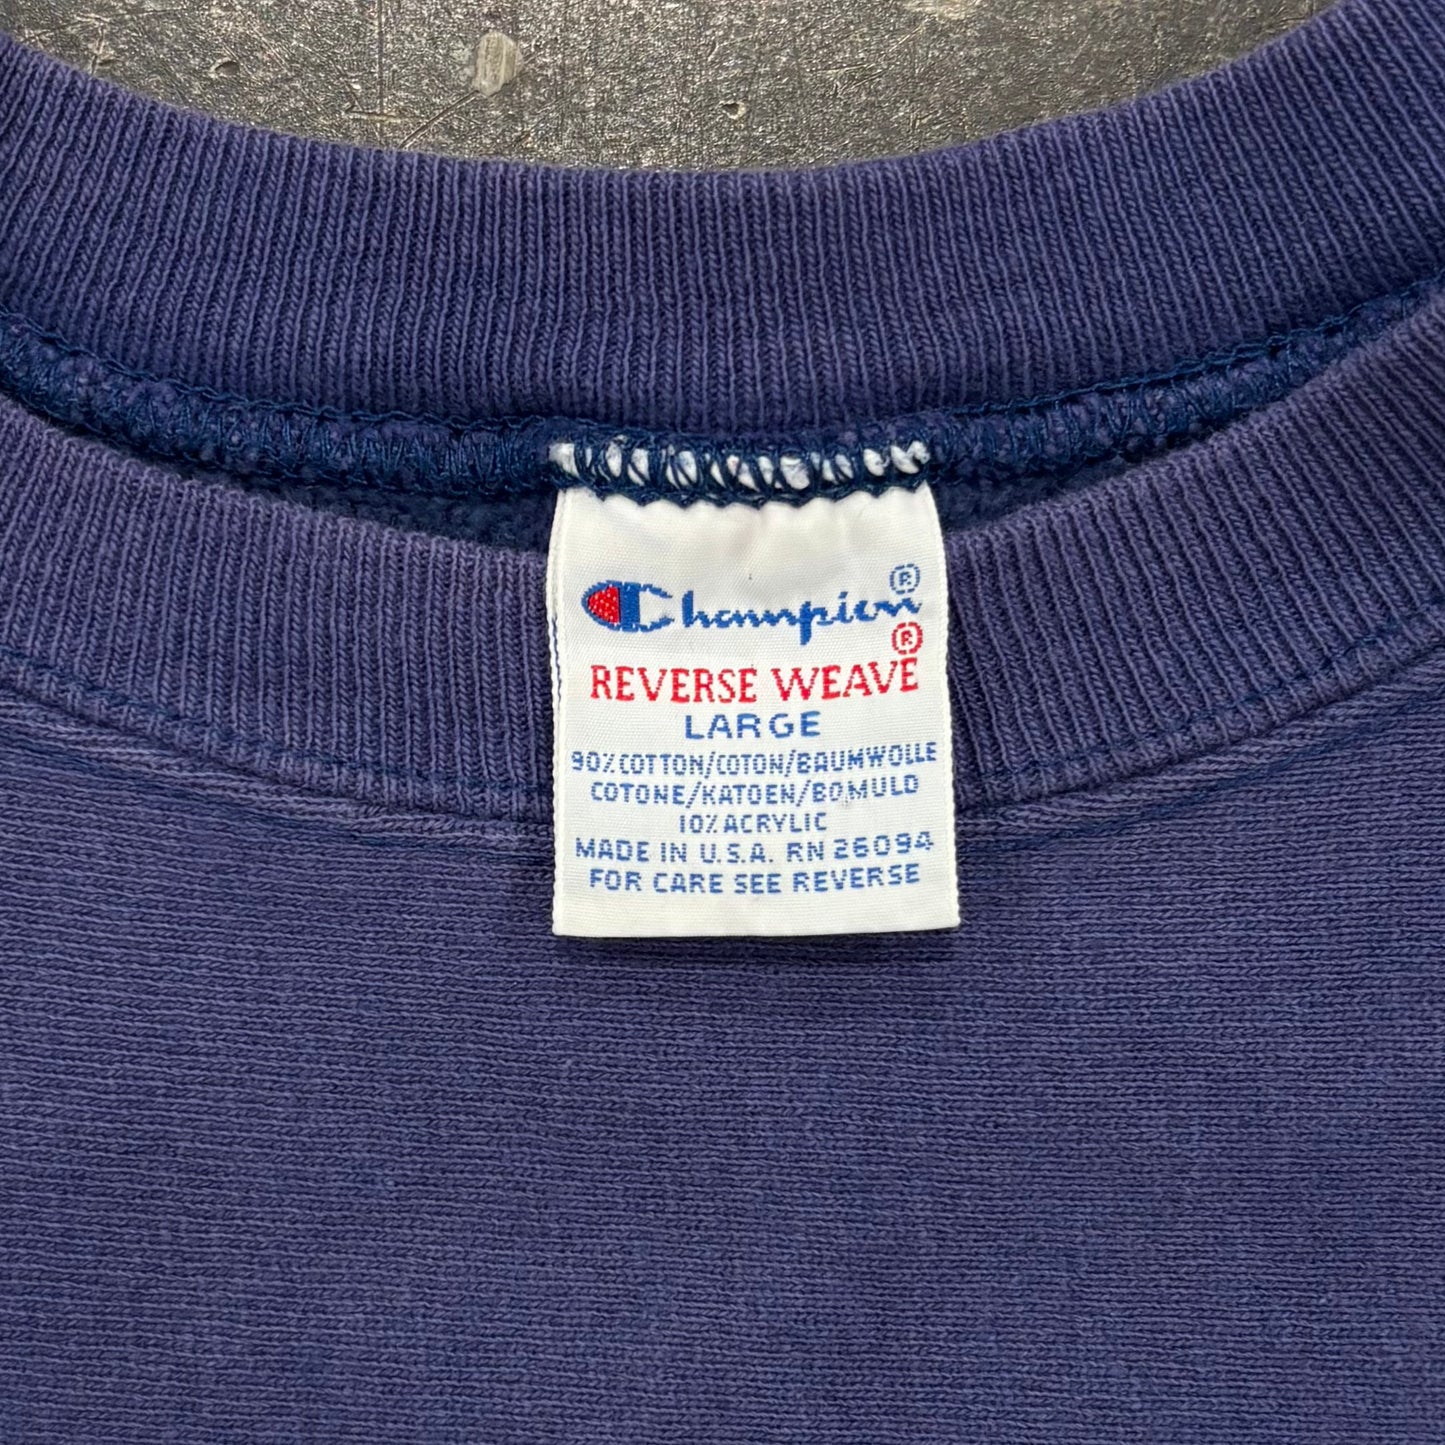 Champion®
REVERSE WEAVE®
LARGE
90% COTTON/COTON/BAUMWOLLE
COTONE/KATOEN/BOMULD
10% ACRYLIC
MADE IN U.S.A. RN 26094
FOR CARE SEE REVERSE